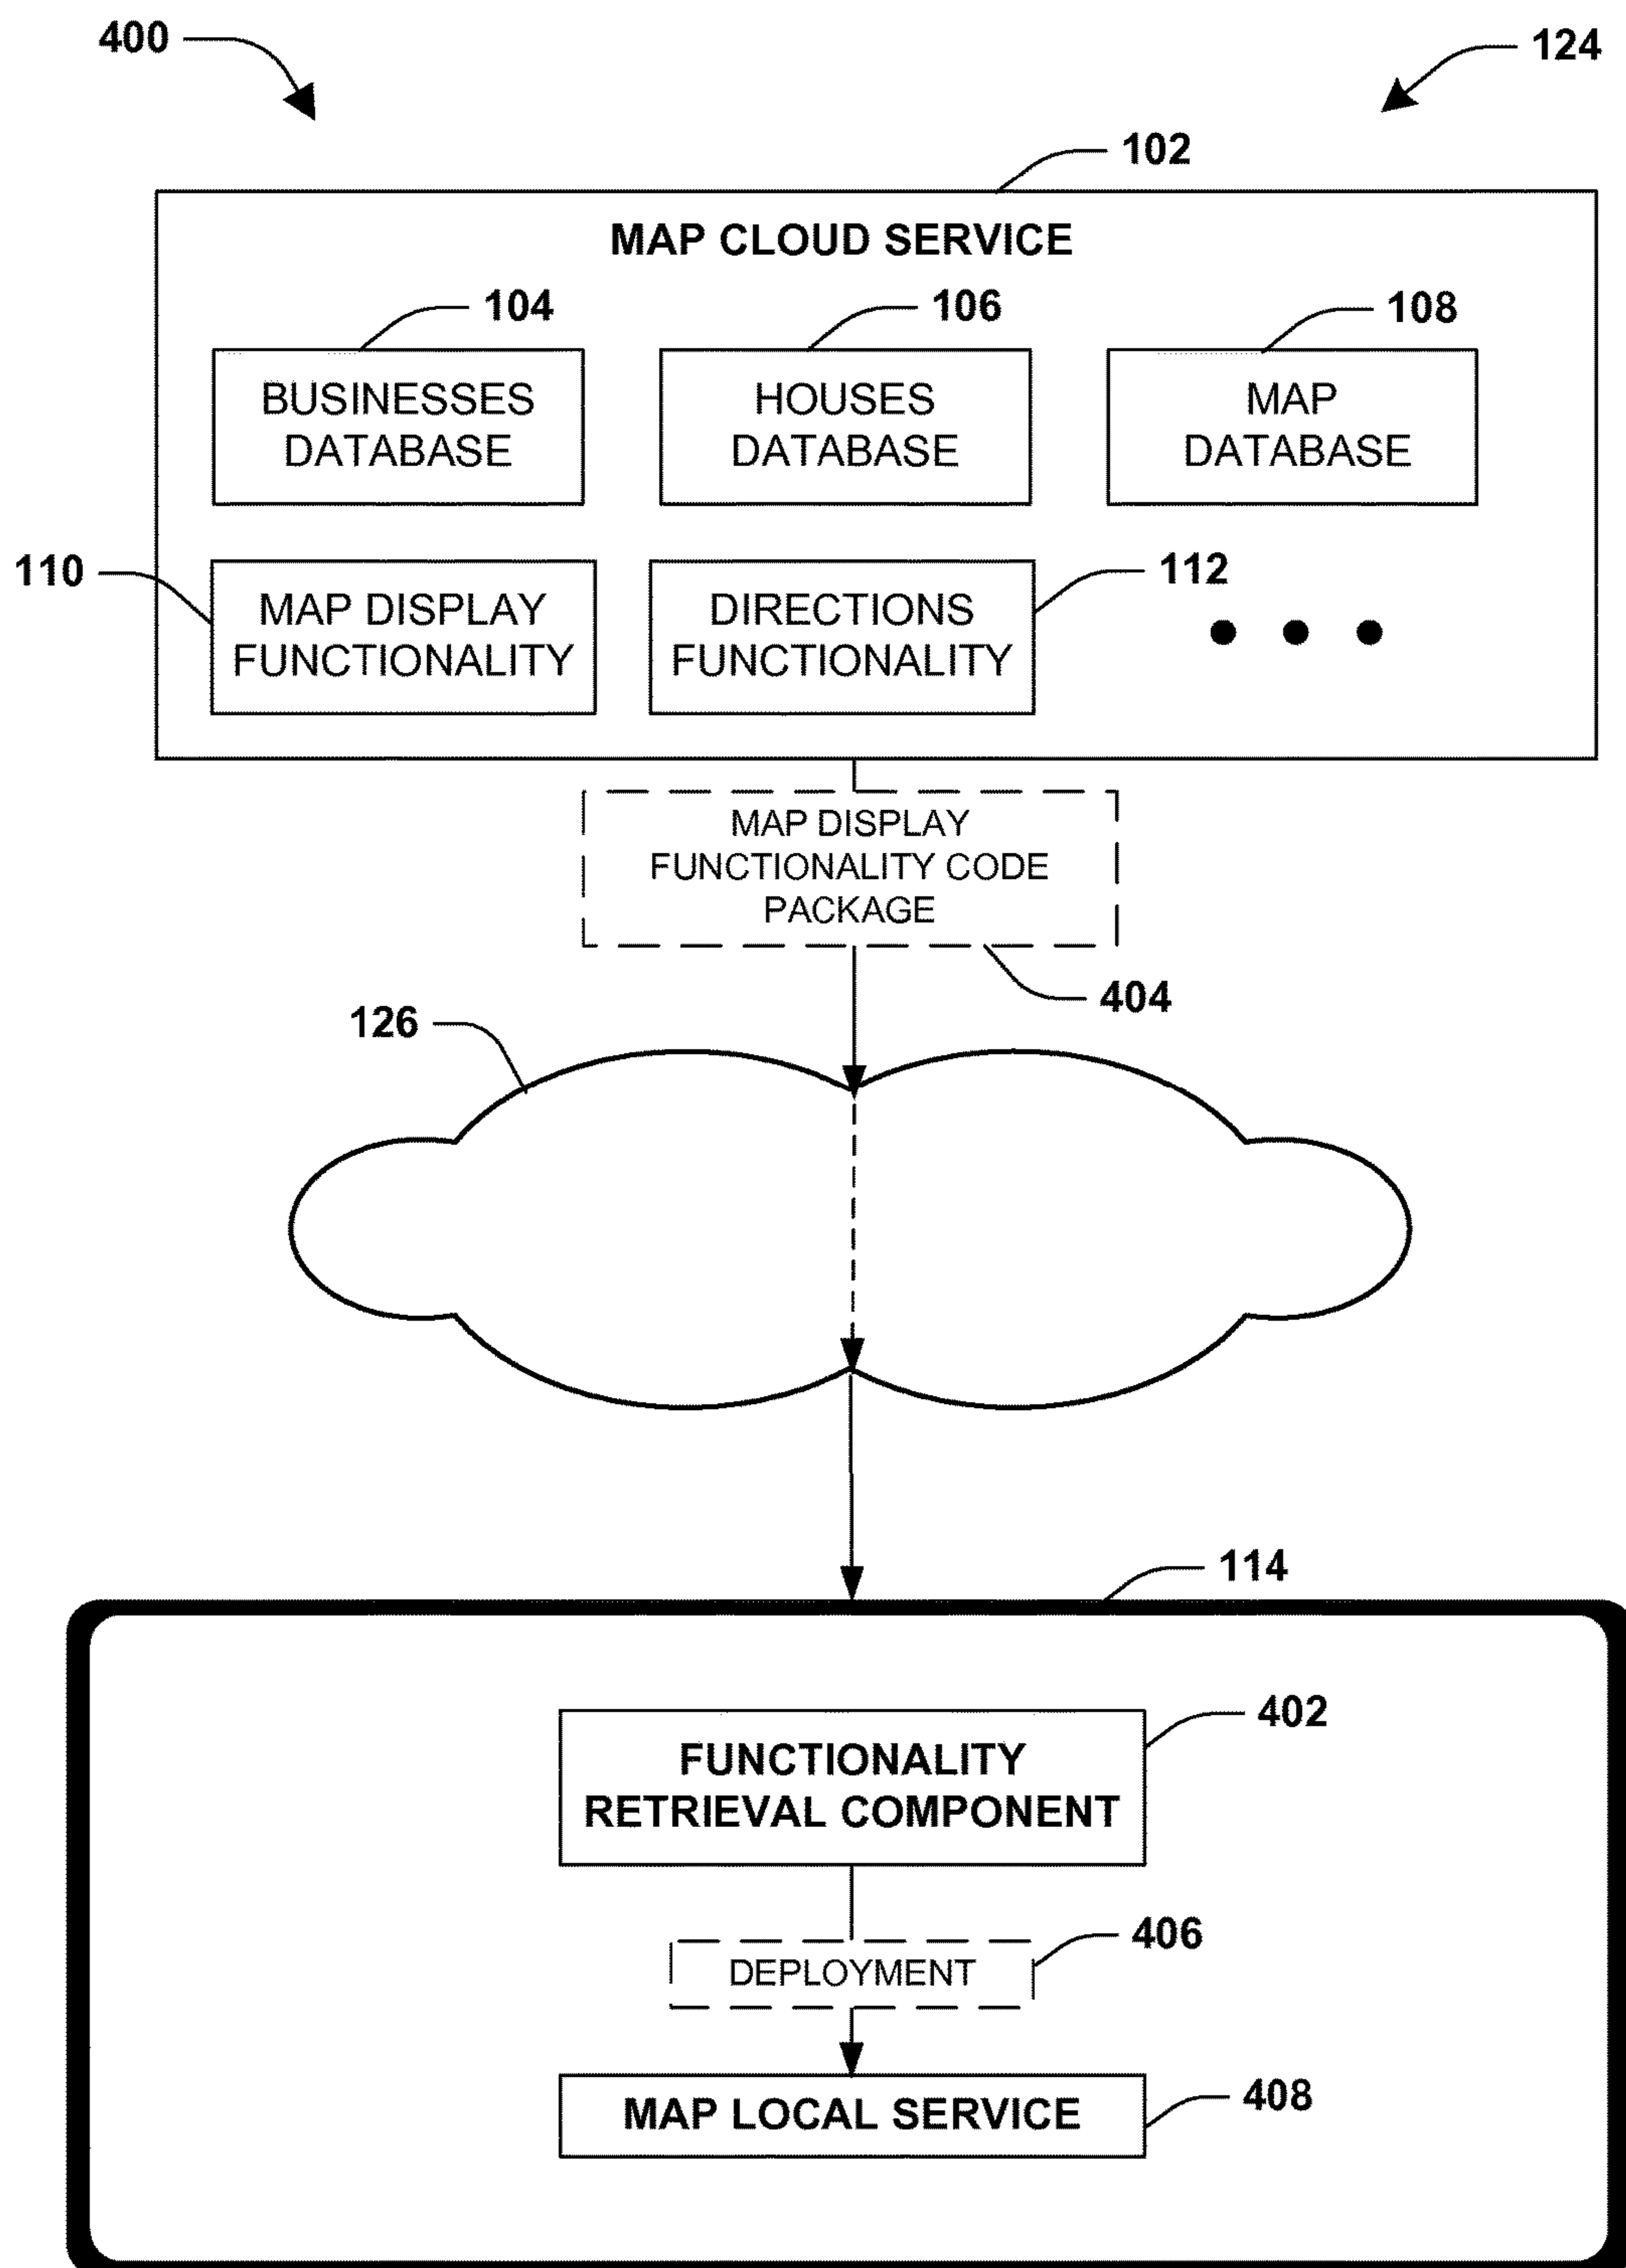 400
124
102
MAP CLOUD SERVICE
104
106
108
BUSINESSES
DATABASE
HOUSES
DATABASE
MAP
DATABASE
110
112
MAP DISPLAY
FUNCTIONALITY
DIRECTIONS
FUNCTIONALITY
MAP DISPLAY
FUNCTIONALITY CODE
PACKAGE
404
126
114
402
FUNCTIONALITY
RETRIEVAL COMPONENT
406
DEPLOYMENT
408
MAP LOCAL SERVICE